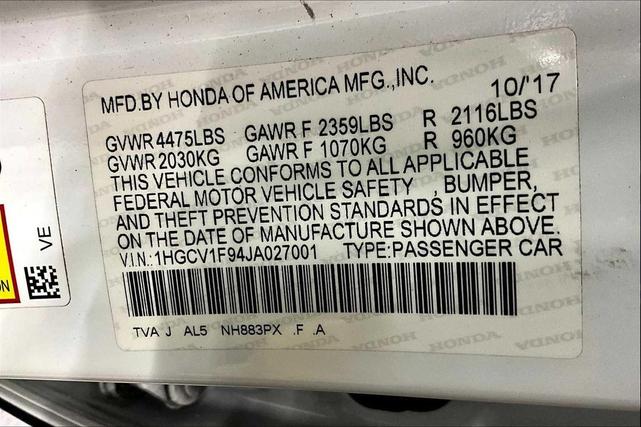 MFD.BY HONDA OF AMERICA MFG.,INC. 10/'17
GVWR 4475LBS GAWR F 2359LBS R 2116LBS
GVWR 2030KG GAWR F 1070KG R 960KG
THIS VEHICLE CONFORMS TO ALL APPLICABLE
FEDERAL MOTOR VEHICLE SAFETY , BUMPER,
AND THEFT PREVENTION STANDARDS IN EFFECT
ON THE DATE OF MANUFACTURE SHOWN ABOVE.
V.I.N.:1HGCV1F94JA027001 TYPE:PASSENGER CAR
TVA J AL5 NH883PX .F .A
VE
ON